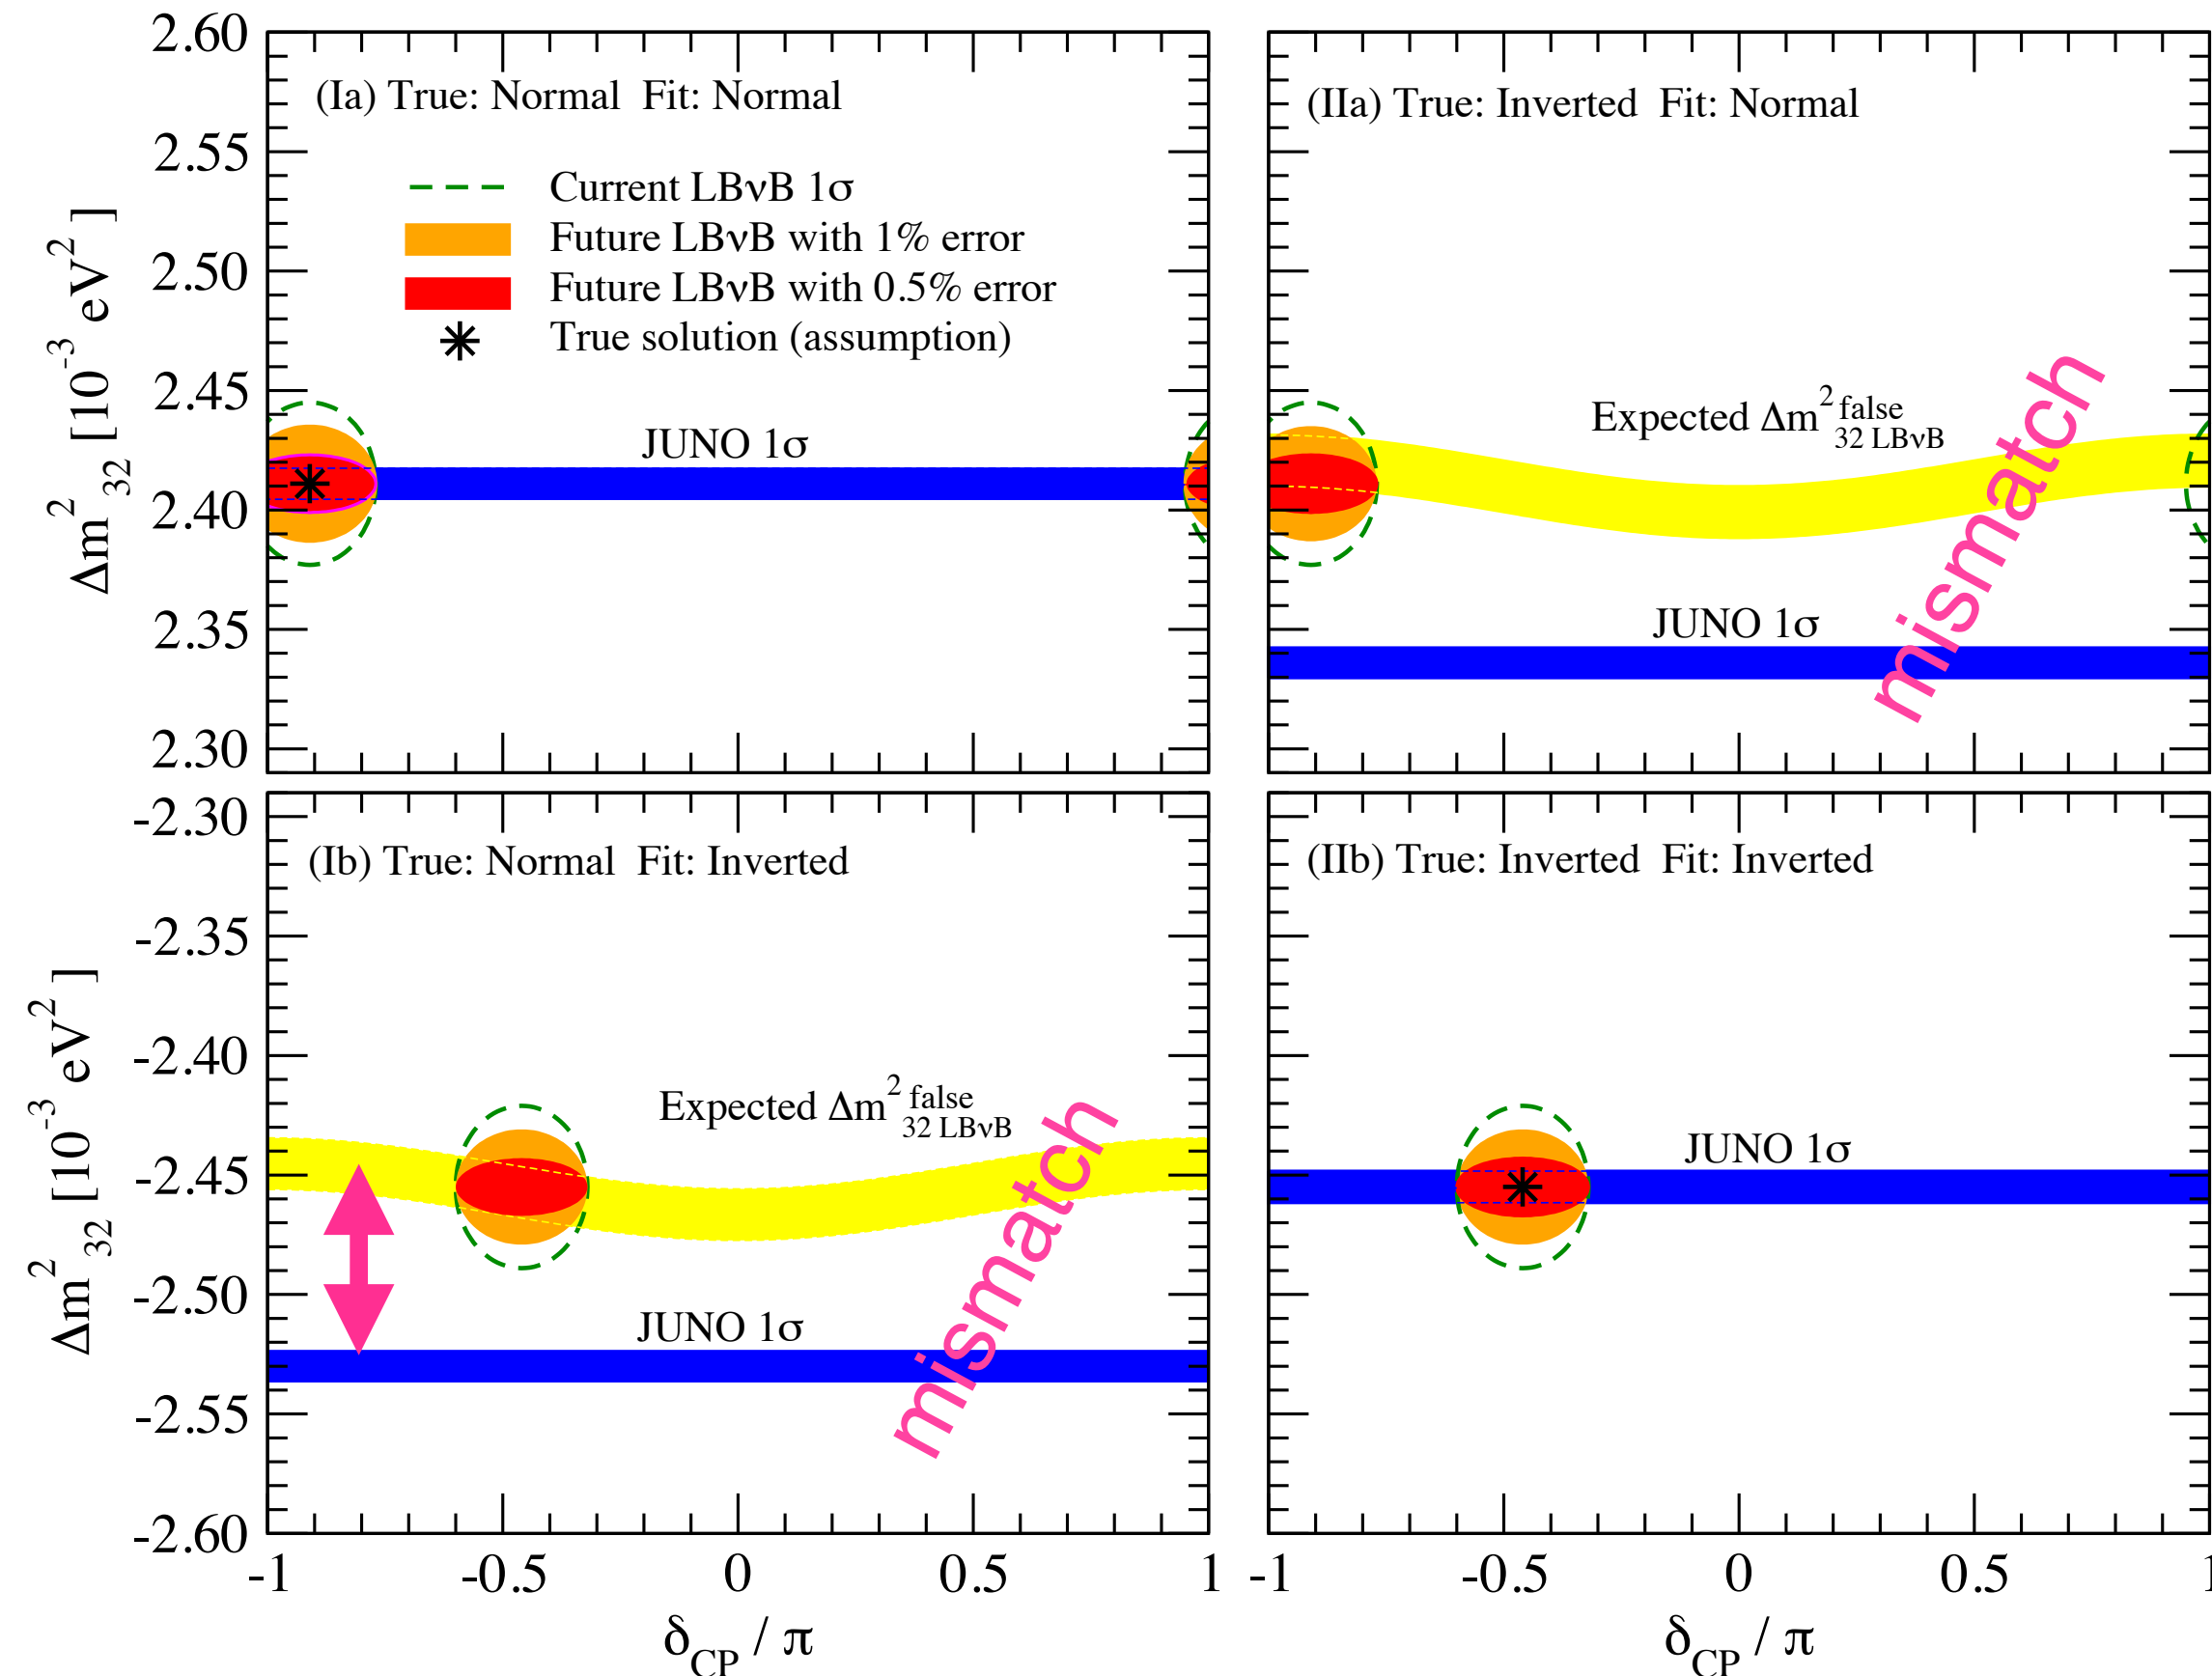 2.60
2.55
2.50
2.45
2.40
2.35
2.30
Δm²₃₂ [10⁻³ eV²]
(Ia) True: Normal Fit: Normal
Current LBνB 1σ
Future LBνB with 1% error
Future LBνB with 0.5% error
True solution (assumption)
JUNO 1σ
(IIa) True: Inverted Fit: Normal
Expected Δm² false 32 LBνB
JUNO 1σ
mismatch
-2.30
-2.35
-2.40
-2.45
-2.50
-2.55
-2.60
Δm²₃₂ [10⁻³ eV²]
(Ib) True: Normal Fit: Inverted
Expected Δm² false 32 LBνB
JUNO 1σ
mismatch
(IIb) True: Inverted Fit: Inverted
JUNO 1σ
-1 -0.5 0 0.5 1
-1 -0.5 0 0.5 1
δCP / π
δCP / π